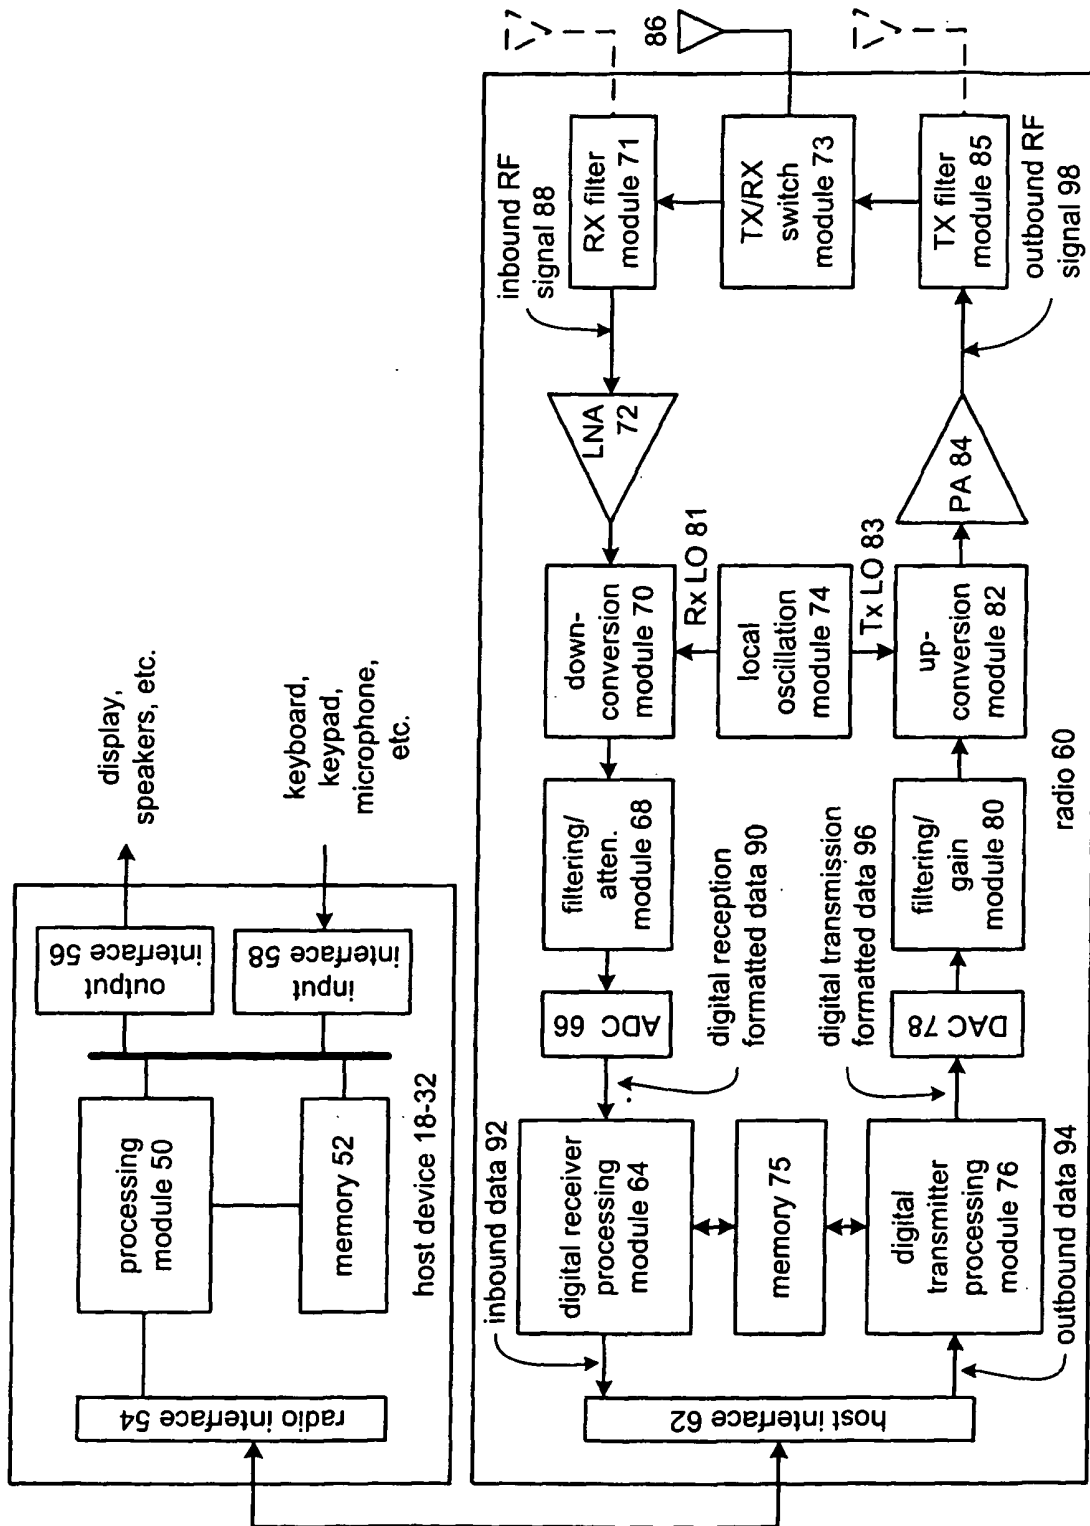 display,
speakers, etc.
keyboard,
keypad,
microphone,
etc.
output
interface 56
input
interface 58
processing
module 50
memory 52
radio interface 54
host device 18-32
86
inbound RF
signal 88
RX filter
module 71
TX/RX
switch
module 73
TX filter
module 85
outbound RF
signal 98
LNA
72
PA 84
down-
conversion
module 70
Rx LO 81
local
oscillation
module 74
Tx LO 83
up-
conversion
module 82
filtering/
atten.
module 68
filtering/
gain
module 80
radio 60
ADC 66
digital reception
formatted data 90
digital transmission
formatted data 96
DAC 78
inbound data 92
digital receiver
processing
module 64
memory 75
digital
transmitter
processing
module 76
outbound data 94
host interface 62